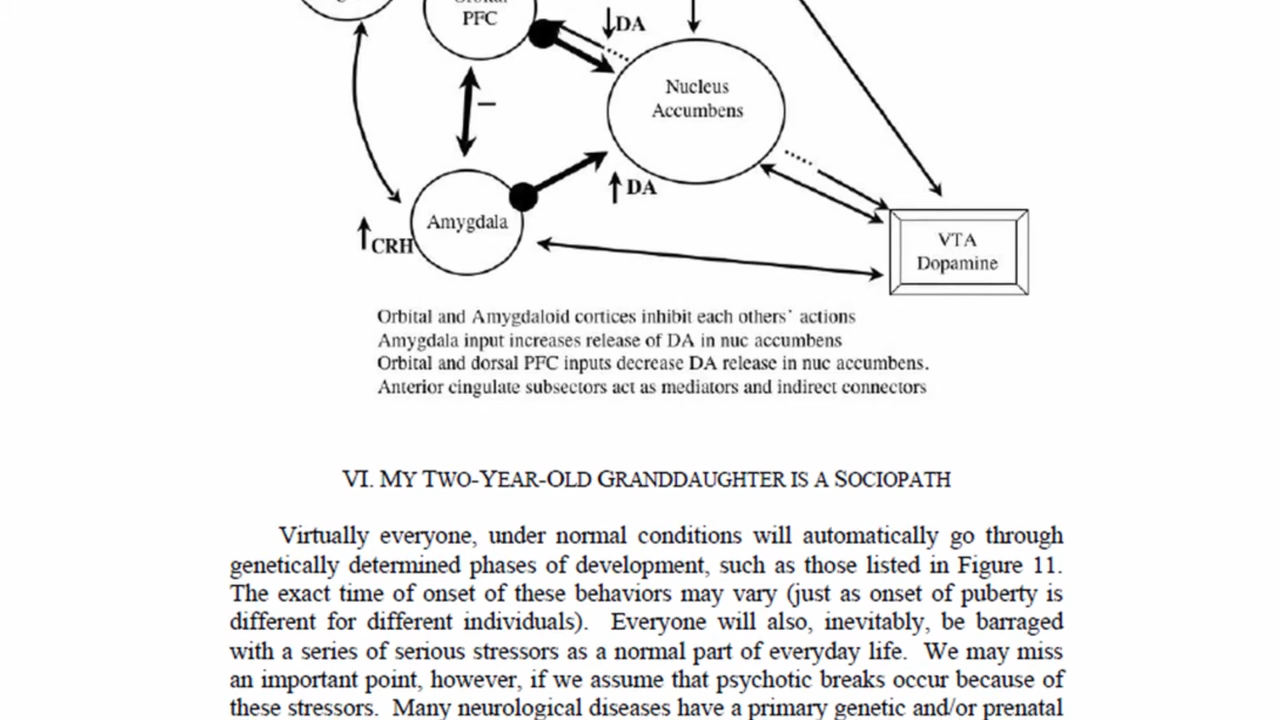 PFC
↓DA
Nucleus
Accumbens
↑DA
Amygdala
↑CRH
VTA
Dopamine
Orbital and Amygdaloid cortices inhibit each others' actions
Amygdala input increases release of DA in nuc accumbens
Orbital and dorsal PFC inputs decrease DA release in nuc accumbens.
Anterior cingulate subsectors act as mediators and indirect connectors
VI. MY TWO-YEAR-OLD GRANDDAUGHTER IS A SOCIOPATH
Virtually everyone, under normal conditions will automatically go through
genetically determined phases of development, such as those listed in Figure 11.
The exact time of onset of these behaviors may vary (just as onset of puberty is
different for different individuals). Everyone will also, inevitably, be barraged
with a series of serious stressors as a normal part of everyday life. We may miss
an important point, however, if we assume that psychotic breaks occur because of
these stressors. Many neurological diseases have a primary genetic and/or prenatal